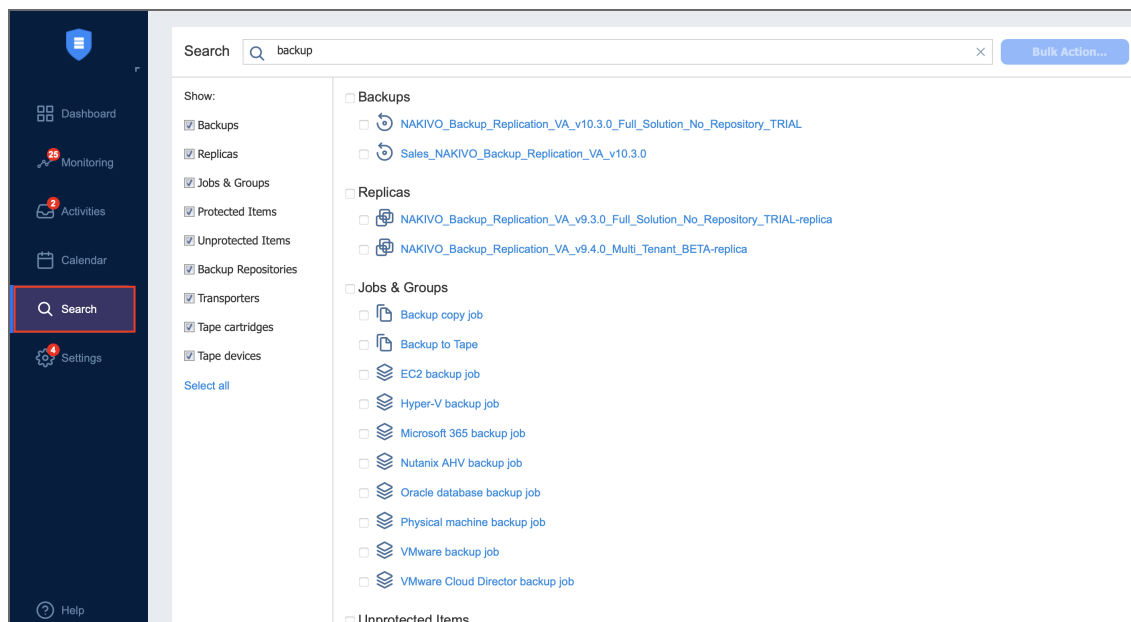 Search
backup
Bulk Action...
Dashboard
25
Monitoring
2
Activities
Calendar
Search
4
Settings
Help
Show:
Backups
Replicas
Jobs & Groups
Protected Items
Unprotected Items
Backup Repositories
Transporters
Tape cartridges
Tape devices
Select all
Backups
NAKIVO_Backup_Replication_VA_v10.3.0_Full_Solution_No_Repository_TRIAL
Sales_NAKIVO_Backup_Replication_VA_v10.3.0
Replicas
NAKIVO_Backup_Replication_VA_v9.3.0_Full_Solution_No_Repository_TRIAL-replica
NAKIVO_Backup_Replication_VA_v9.4.0_Multi_Tenant_BETA-replica
Jobs & Groups
Backup copy job
Backup to Tape
EC2 backup job
Hyper-V backup job
Microsoft 365 backup job
Nutanix AHV backup job
Oracle database backup job
Physical machine backup job
VMware backup job
VMware Cloud Director backup job
Unprotected Items